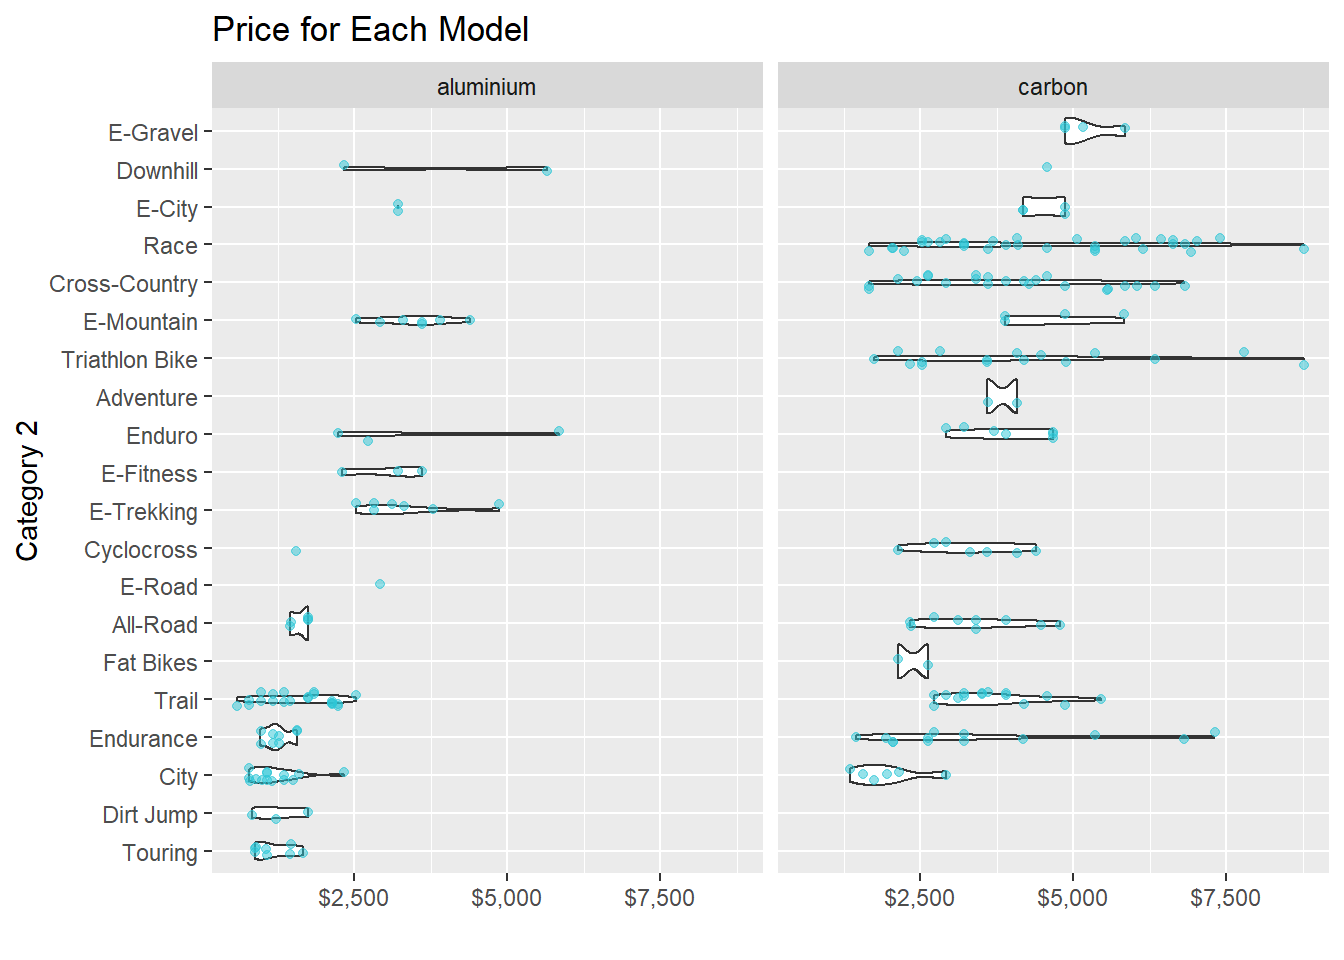 Price for Each Model
aluminium
carbon
Category 2
E-Gravel
Downhill
E-City
Race
Cross-Country
E-Mountain
Triathlon Bike
Adventure
Enduro
E-Fitness
E-Trekking
Cyclocross
E-Road
All-Road
Fat Bikes
Trail
Endurance
City
Dirt Jump
Touring
$2,500 $5,000 $7,500 $2,500 $5,000 $7,500